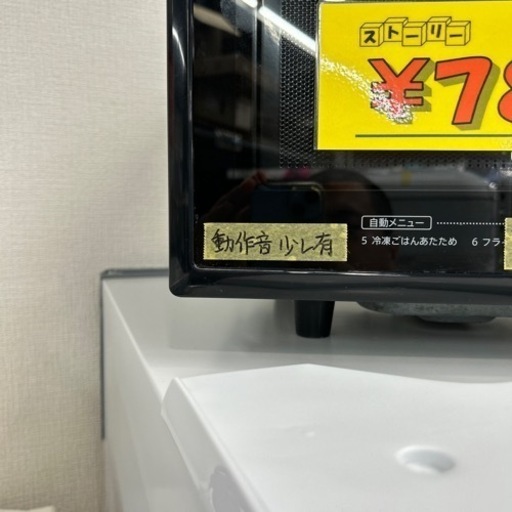 ストーリー
¥78
自動メニュー
5 冷凍ごはんあたため 6 フラ
動作音少し有